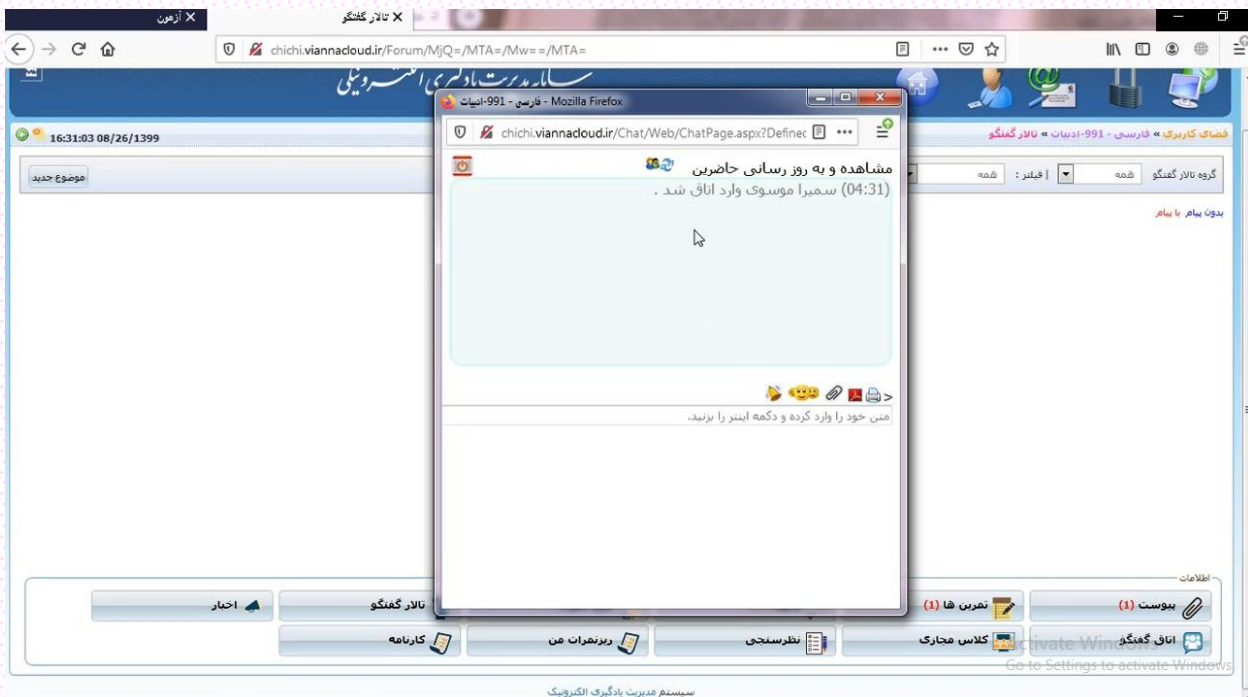 تالار گفتگو
آزمون
chichi.viannacloud.ir/Forum/MjQ=/MTA=/Mw==/MTA=
سامانه مدیریت یادگیری الکترونیکی
فضای کاربری » فارسی - 991-ادبیات » تالار گفتگو
16:31:03 08/26/1399
گروه تالار گفتگو همه | فیلتر : همه
موضوع جدید
بدون پیام با پیام
فارسی - 991-ادبیات - Mozilla Firefox
chichi.viannacloud.ir/Chat/Web/ChatPage.aspx?Definec
مشاهده و به روز رسانی حاضرین
(04:31) سمیرا موسوی وارد اتاق شد .
متن خود را وارد کرده و دکمه اینتر را بزنید.
اطلاعات
پیوست (1)
تمرین ها (1)
تالار گفتگو
اخبار
اتاق گفتگو
کلاس مجازی
نظرسنجی
ریزنمرات من
کارنامه
Activate Windows
Go to Settings to activate Windows.
سیستم مدیریت یادگیری الکترونیک